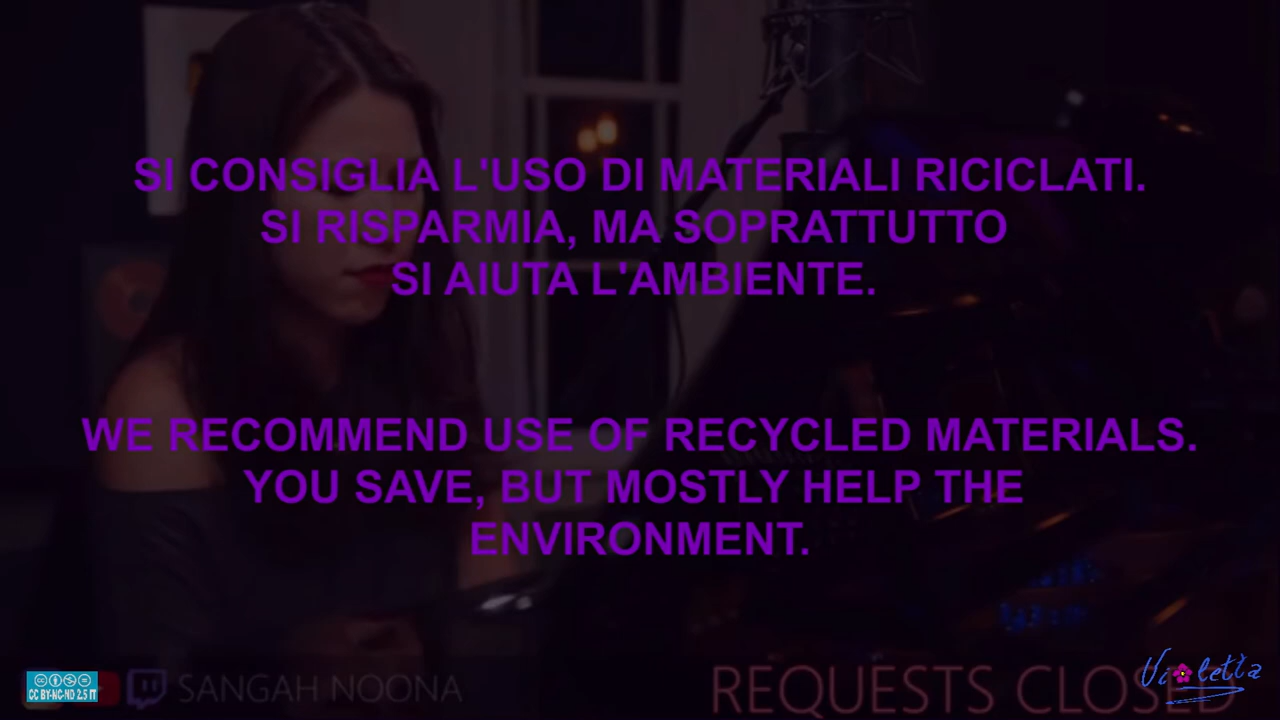 SI CONSIGLIA L'USO DI MATERIALI RICICLATI.
SI RISPARMIA, MA SOPRATTUTTO
SI AIUTA L'AMBIENTE.
WE RECOMMEND USE OF RECYCLED MATERIALS.
YOU SAVE, BUT MOSTLY HELP THE
ENVIRONMENT.
CC BY-NC-ND 2.5 IT
SANGAH NOONA
REQUESTS CLOSED
Violetta